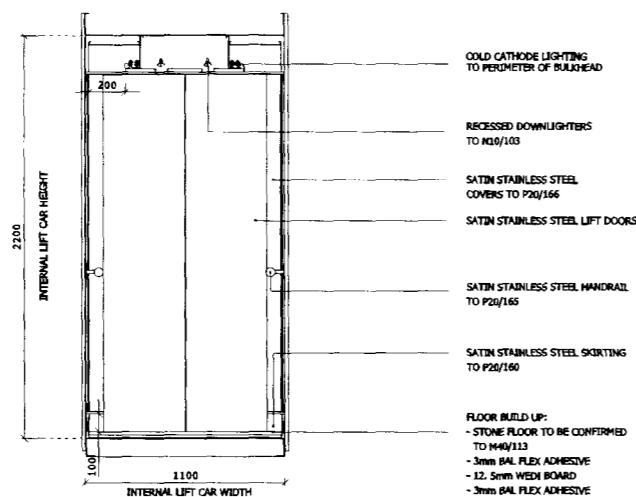 COLD CATHODE LIGHTING
TO PERIMETER OF BULKHEAD
200
RECESSED DOWNLIGHTERS
TO N10/103
SATIN STAINLESS STEEL
COVERS TO P20/166
SATIN STAINLESS STEEL LIFT DOORS
2200
INTERNAL LIFT CAR HEIGHT
SATIN STAINLESS STEEL HANDRAIL
TO P20/165
SATIN STAINLESS STEEL SKIRTING
TO P20/160
FLOOR BUILD UP:
- STONE FLOOR TO BE CONFIRMED
TO M40/113
- 3mm BAL FLEX ADHESIVE
- 12. 5mm WEDI BOARD
- 3mm BAL FLEX ADHESIVE
100
1100
INTERNAL LIFT CAR WIDTH